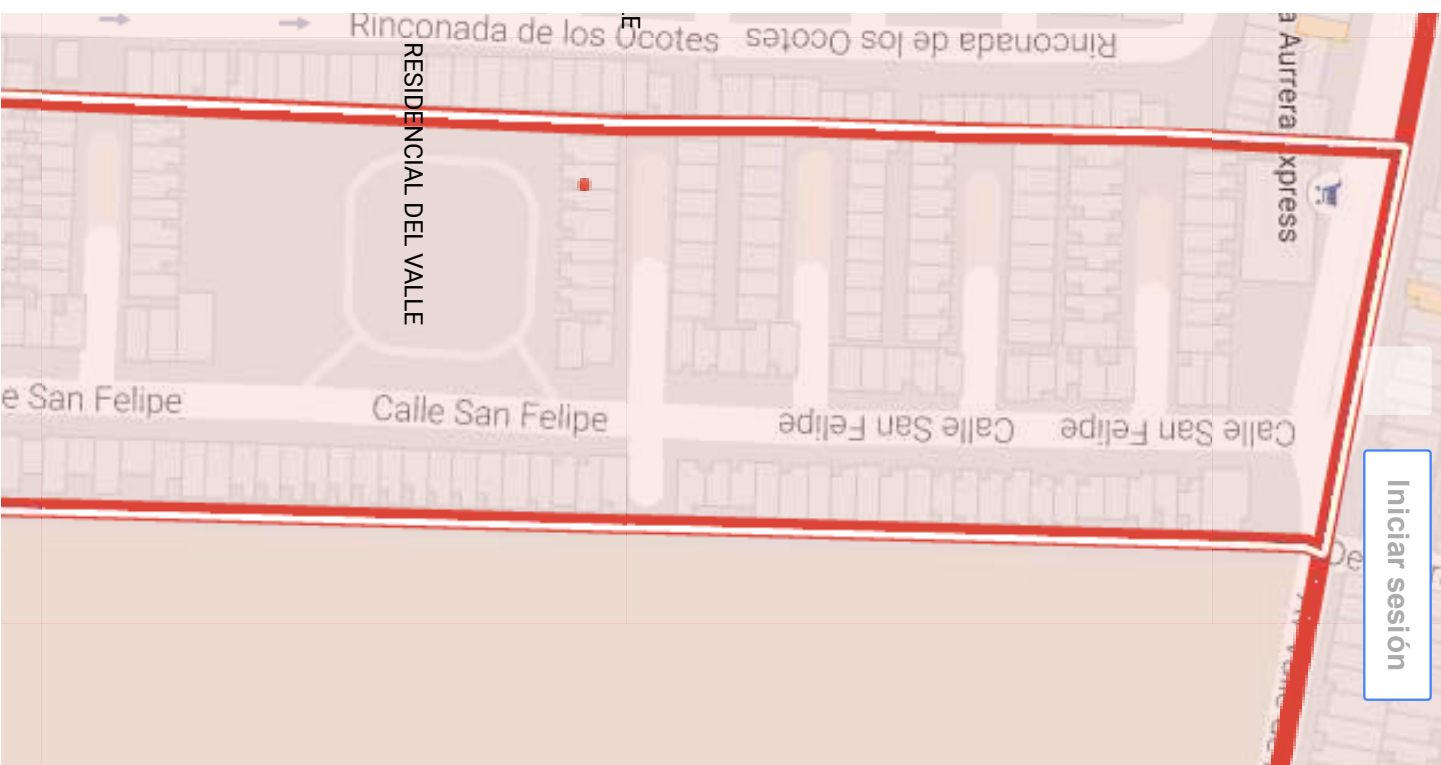 Rinconada de los Ocotes
Rinconada de los Ocotes
RESIDENCIAL DEL VALLE
a Aurrera Express
e San Felipe
Calle San Felipe
Calle San Felipe
Calle San Felipe
Iniciar sesión